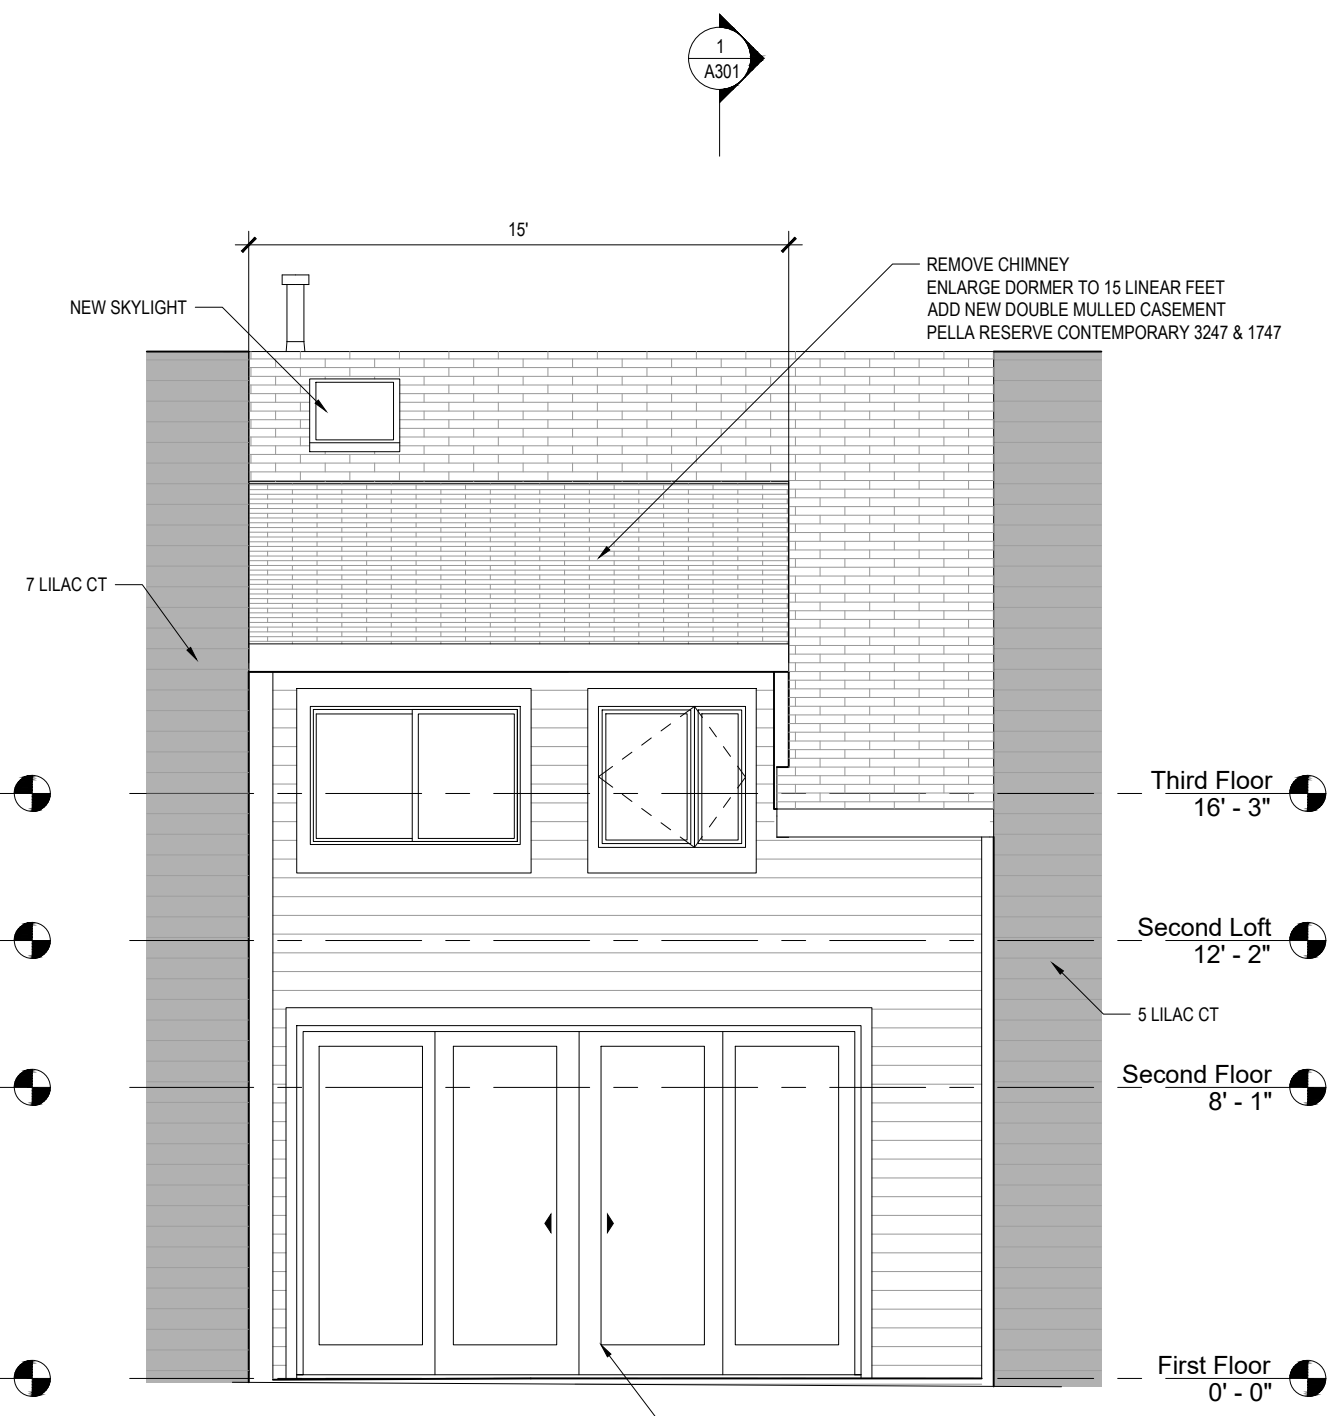 1
A301
15'
REMOVE CHIMNEY
ENLARGE DORMER TO 15 LINEAR FEET
ADD NEW DOUBLE MULLED CASEMENT
PELLA RESERVE CONTEMPORARY 3247 & 1747
NEW SKYLIGHT
7 LILAC CT
Third Floor
16' - 3"
Second Loft
12' - 2"
5 LILAC CT
Second Floor
8' - 1"
First Floor
0' - 0"